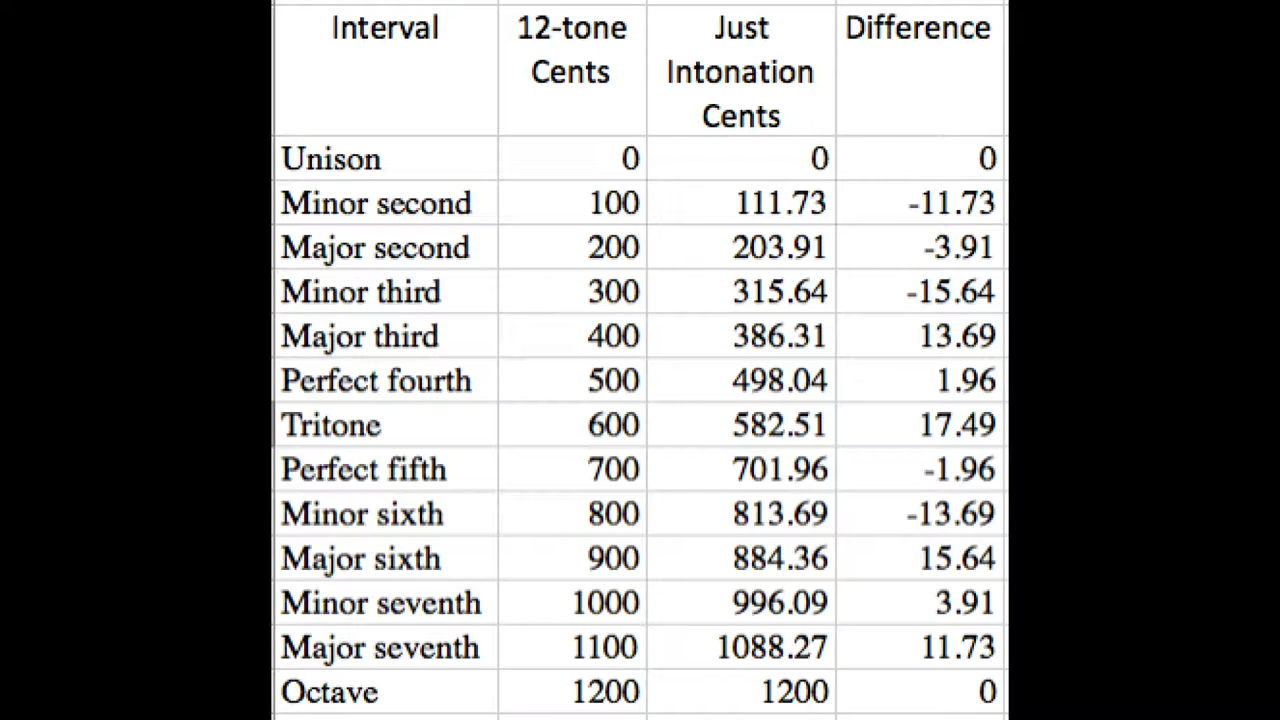 Interval 12-tone Cents Just Intonation Cents Difference
Unison 0 0 0
Minor second 100 111.73 -11.73
Major second 200 203.91 -3.91
Minor third 300 315.64 -15.64
Major third 400 386.31 13.69
Perfect fourth 500 498.04 1.96
Tritone 600 582.51 17.49
Perfect fifth 700 701.96 -1.96
Minor sixth 800 813.69 -13.69
Major sixth 900 884.36 15.64
Minor seventh 1000 996.09 3.91
Major seventh 1100 1088.27 11.73
Octave 1200 1200 0